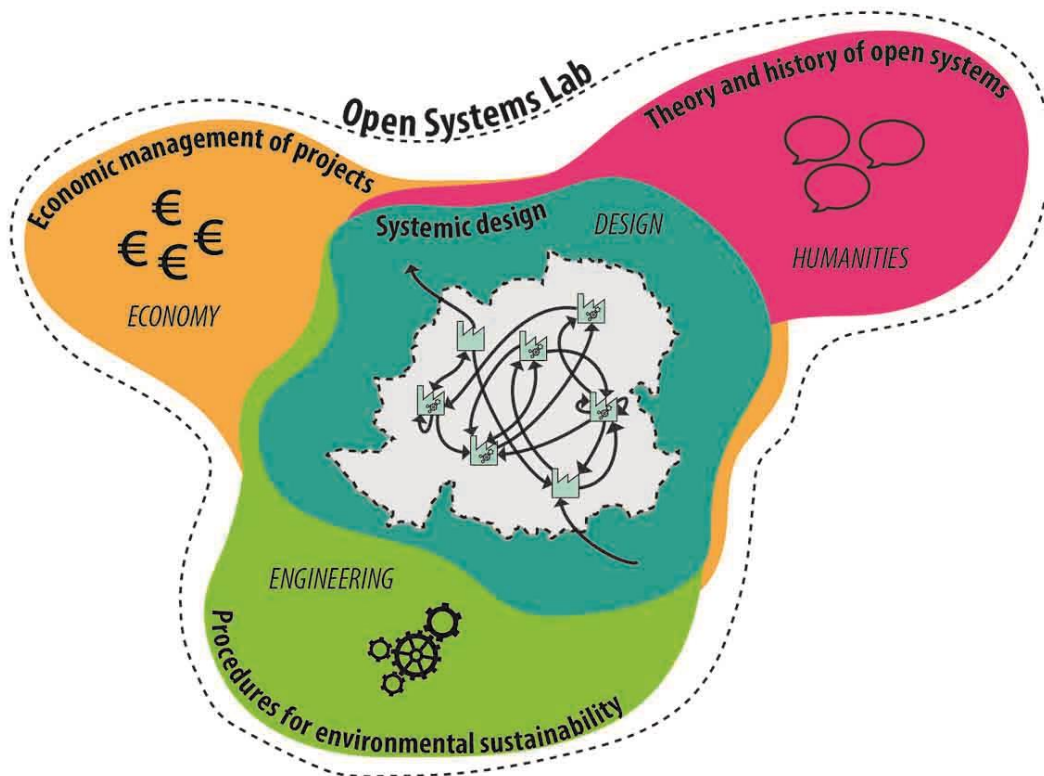 Open Systems Lab
Theory and history of open systems
Economic management of projects
€
€ €
€
ECONOMY
Systemic design
DESIGN
HUMANITIES
ENGINEERING
Procedures for environmental sustainability